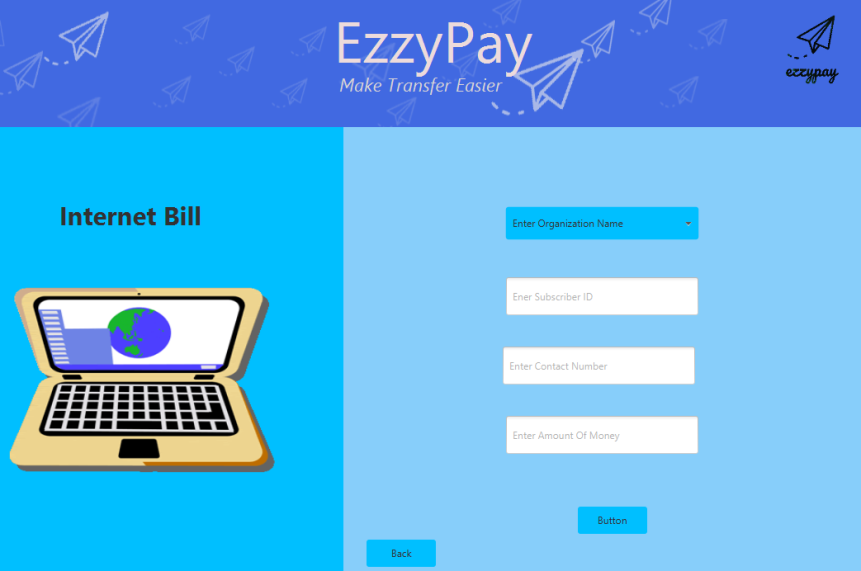 EzzyPay
Make Transfer Easier
ezzypay
Internet Bill
Enter Organization Name
Ener Subscriber ID
Enter Contact Number
Enter Amount Of Money
Button
Back